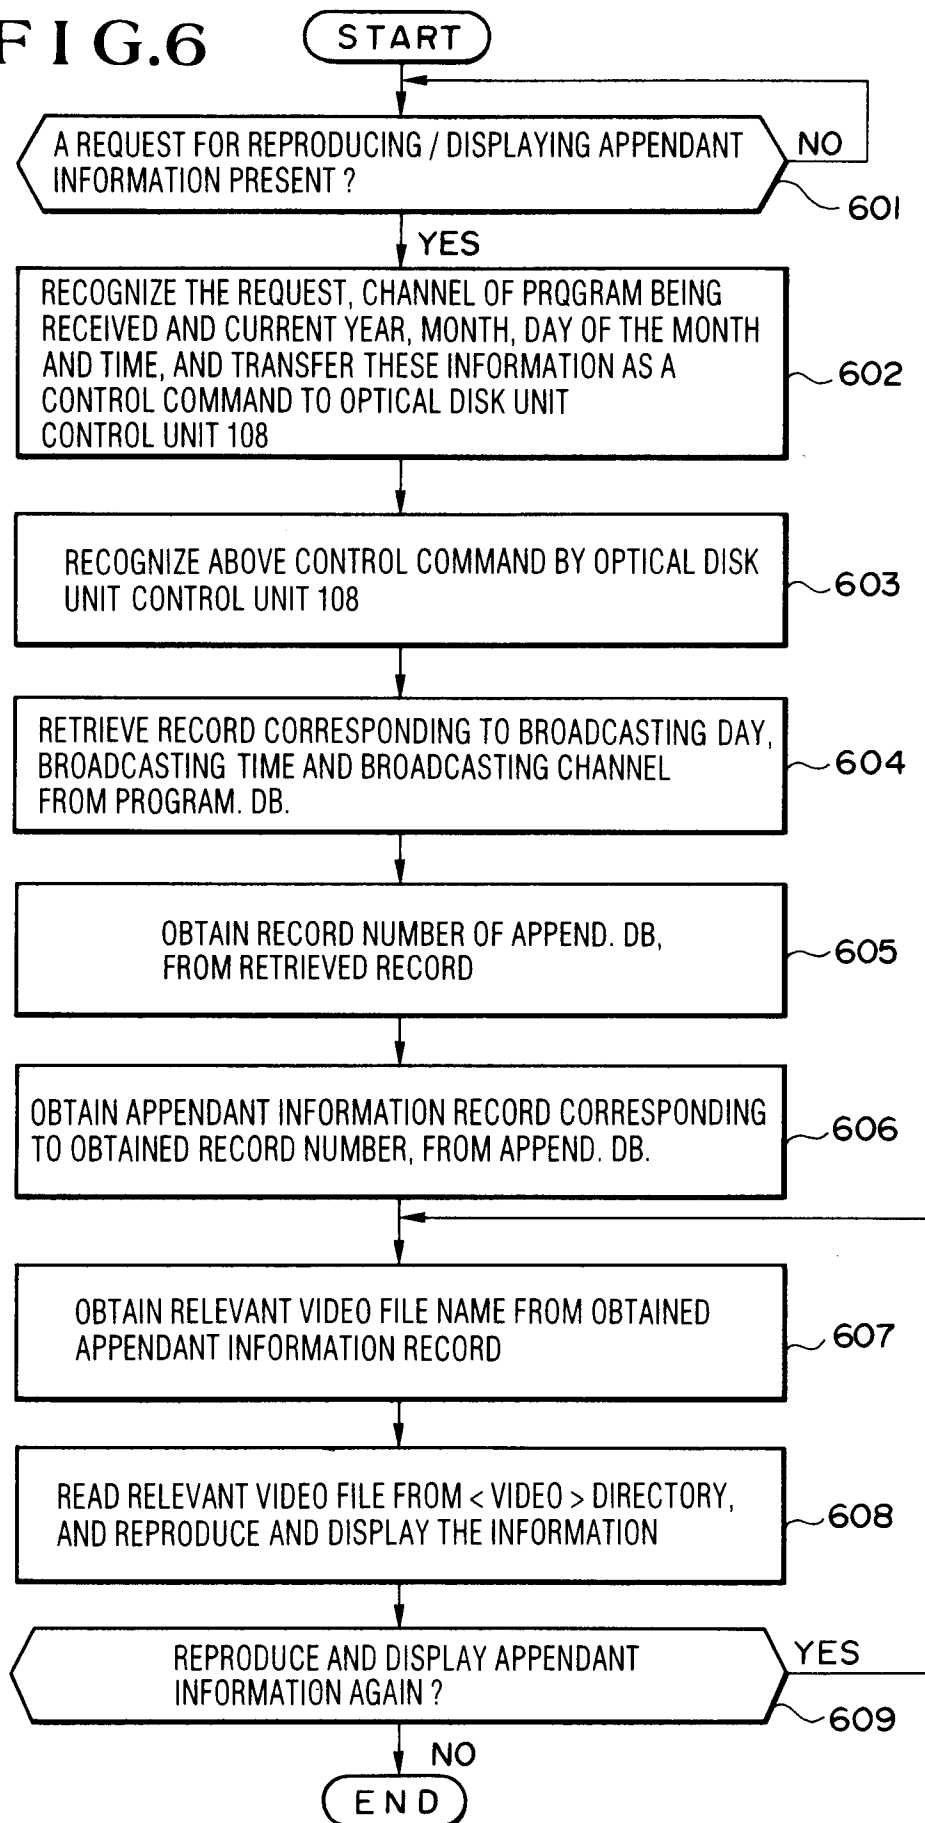 FIG.6
START
A REQUEST FOR REPRODUCING / DISPLAYING APPENDANT
INFORMATION PRESENT ?
NO
601
YES
RECOGNIZE THE REQUEST, CHANNEL OF PRQGRAM BEING
RECEIVED AND CURRENT YEAR, MONTH, DAY OF THE MONTH
AND TIME, AND TRANSFER THESE INFORMATION AS A
CONTROL COMMAND TO OPTICAL DISK UNIT
CONTROL UNIT 108
602
RECOGNIZE ABOVE CONTROL COMMAND BY OPTICAL DISK
UNIT CONTROL UNIT 108
603
RETRIEVE RECORD CORRESPONDING TO BROADCASTING DAY,
BROADCASTING TIME AND BROADCASTING CHANNEL
FROM PROGRAM. DB.
604
OBTAIN RECORD NUMBER OF APPEND. DB,
FROM RETRIEVED RECORD
605
OBTAIN APPENDANT INFORMATION RECORD CORRESPONDING
TO OBTAINED RECORD NUMBER, FROM APPEND. DB.
606
OBTAIN RELEVANT VIDEO FILE NAME FROM OBTAINED
APPENDANT INFORMATION RECORD
607
READ RELEVANT VIDEO FILE FROM < VIDEO > DIRECTORY,
AND REPRODUCE AND DISPLAY THE INFORMATION
608
REPRODUCE AND DISPLAY APPENDANT
INFORMATION AGAIN ?
YES
609
NO
END